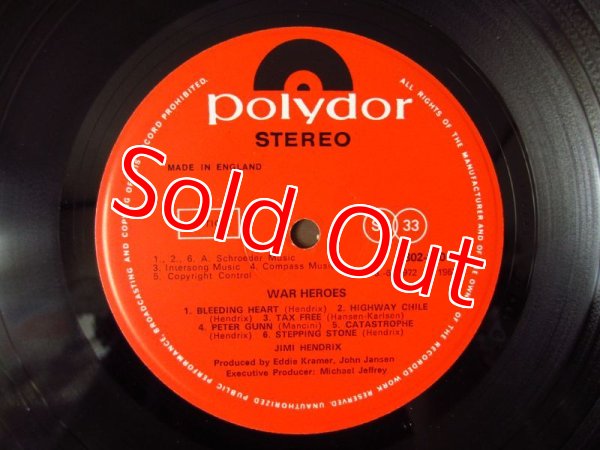 polydor
STEREO
MADE IN ENGLAND
33
1., 2., 6. A. Schroeder Music
3. Intersong Music 4. Compass Music
5. Copyright Control
WAR HEROES
1. BLEEDING HEART (Hendrix) 2. HIGHWAY CHILE
(Hendrix) 3. TAX FREE (Hansen-Karlsen)
4. PETER GUNN (Mancini) 5. CATASTROPHE
(Hendrix) 6. STEPPING STONE (Hendrix)
JIMI HENDRIX
Produced by Eddie Kramer, John Jansen
Executive Producer: Michael Jeffrey
ALL RIGHTS OF THE MANUFACTURER AND OF THE OWNER OF THE RECORDED WORK RESERVED. UNAUTHORIZED PUBLIC PERFORMANCE BROADCASTING AND COPYING OF THIS RECORD PROHIBITED.
Sold Out